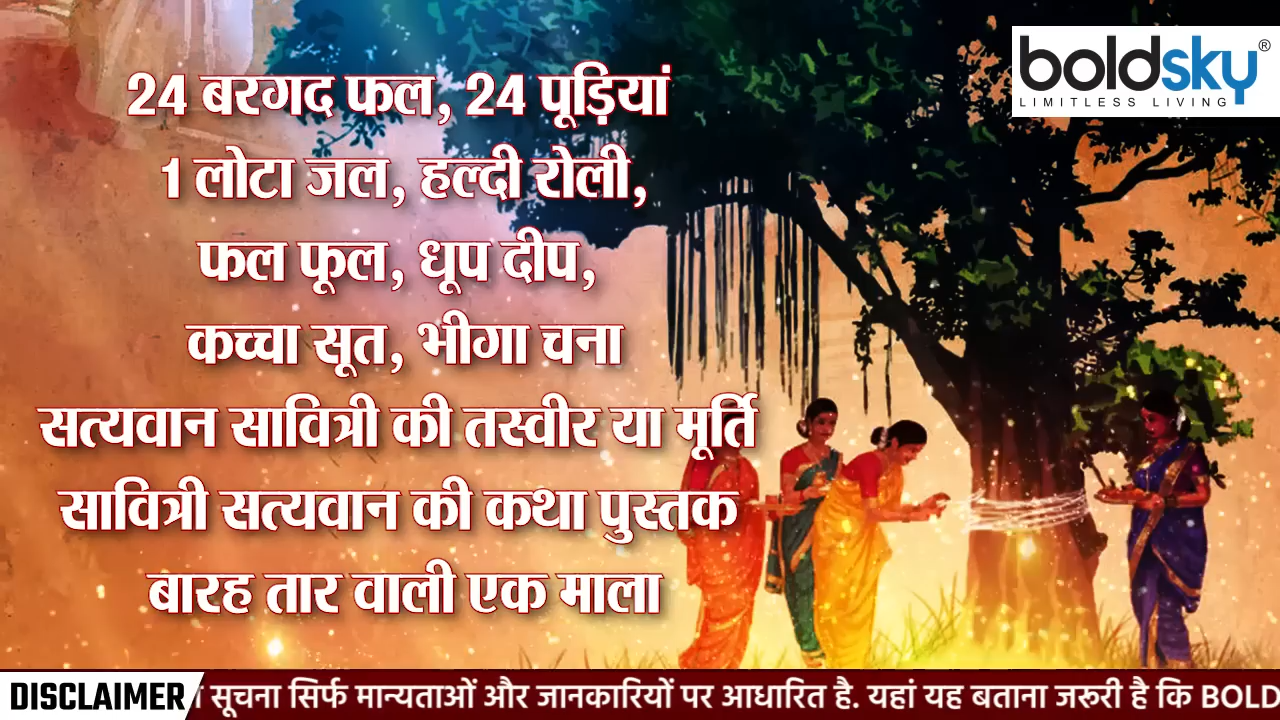 24 बरगद फल, 24 पूड़ियां
1 लोटा जल, हल्दी रोली,
फल फूल, धूप दीप,
कच्चा सूत, भीगा चना
सत्यवान सावित्री की तस्वीर या मूर्ति
सावित्री सत्यवान की कथा पुस्तक
बारह तार वाली एक माला
boldsky®
LIMITLESS LIVING
DISCLAIMER
सूचना सिर्फ मान्यताओं और जानकारियों पर आधारित है. यहां यह बताना जरूरी है कि BOLD